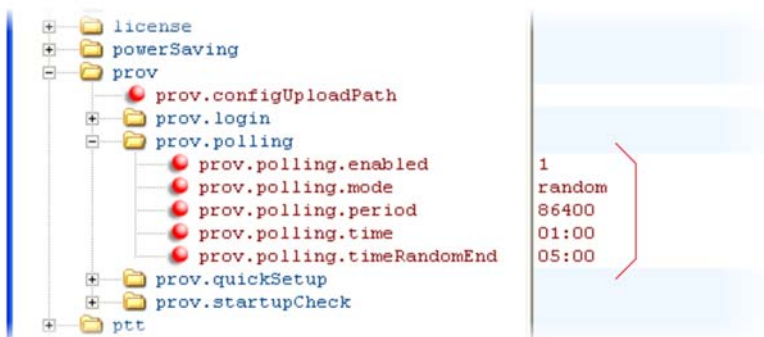 license
powerSaving
prov
prov.configUploadPath
prov.login
prov.polling
prov.polling.enabled 1
prov.polling.mode random
prov.polling.period 86400
prov.polling.time 01:00
prov.polling.timeRandomEnd 05:00
prov.quickSetup
prov.startupCheck
ptt